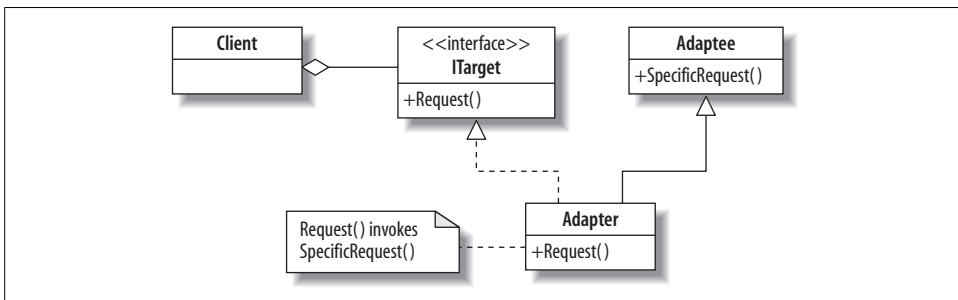 Client
<<interface>>
ITarget
+Request()
Adaptee
+SpecificRequest()
Request() invokes
SpecificRequest()
Adapter
+Request()